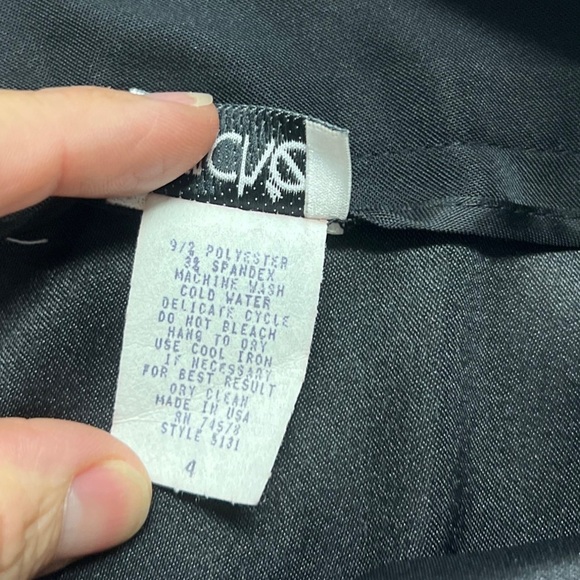 97% POLYESTER
3% SPANDEX
MACHINE WASH
COLD WATER
DELICATE CYCLE
DO NOT BLEACH
HANG TO DRY
USE COOL IRON
IF NECESSARY
FOR BEST RESULT
DRY CLEAN
MADE IN USA
RN 74578
STYLE 5131
4